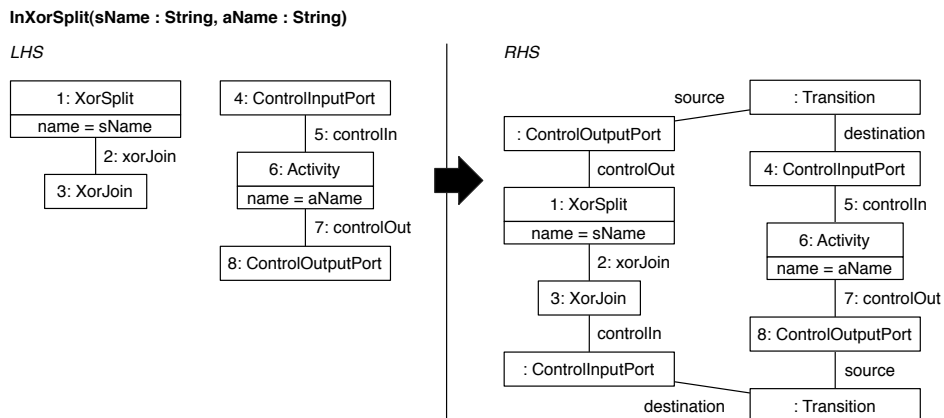 InXorSplit(sName : String, aName : String)
LHS
1: XorSplit
name = sName
2: xorJoin
3: XorJoin
4: ControlInputPort
5: controlIn
6: Activity
name = aName
7: controlOut
8: ControlOutputPort
RHS
source
: Transition
: ControlOutputPort
destination
controlOut
4: ControlInputPort
1: XorSplit
name = sName
5: controlIn
2: xorJoin
6: Activity
name = aName
3: XorJoin
7: controlOut
controlIn
8: ControlOutputPort
: ControlInputPort
source
destination
: Transition